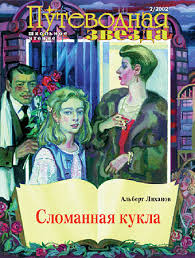 Путеводная
звезда
школьное
чтение
2/2002
Альберт Лиханов
Сломанная кукла